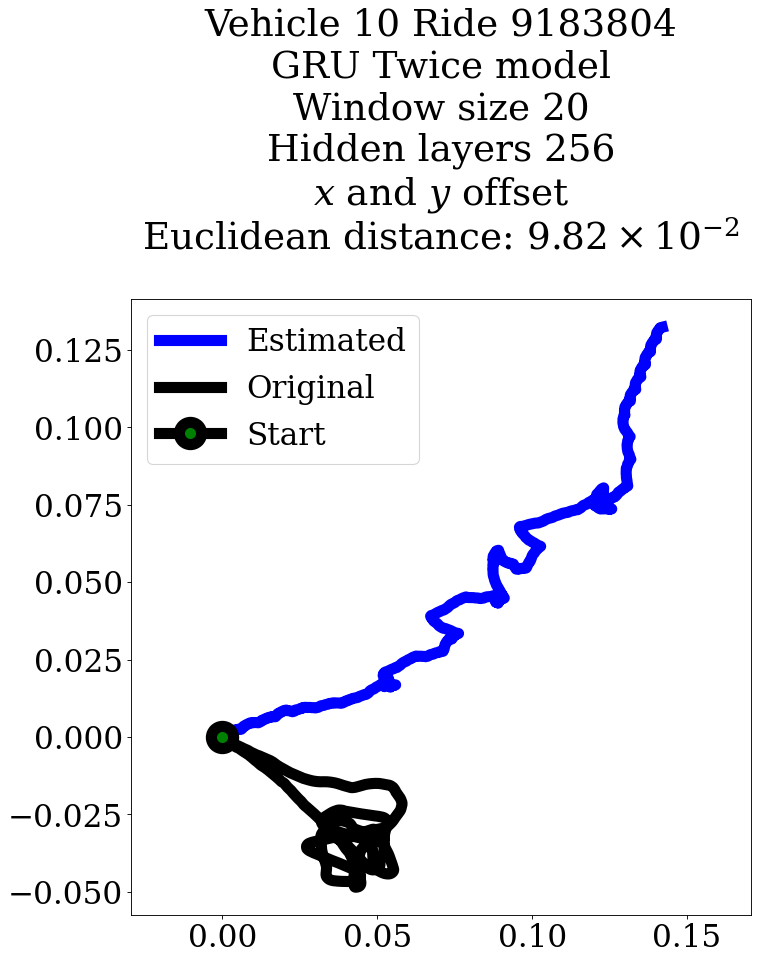 Vehicle 10 Ride 9183804
GRU Twice model
Window size 20
Hidden layers 256
x and y offset
Euclidean distance: 9.82 × 10⁻²
Estimated
Original
Start
0.125
0.100
0.075
0.050
0.025
0.000
−0.025
−0.050
0.00 0.05 0.10 0.15